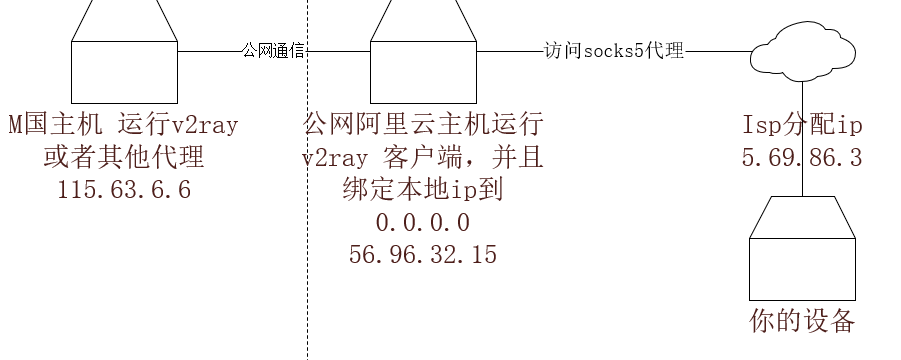 公网通信
访问socks5代理
M国主机 运行v2ray
或者其他代理
115.63.6.6
公网阿里云主机运行
v2ray 客户端，并且
绑定本地ip到
0.0.0.0
56.96.32.15
Isp分配ip
5.69.86.3
你的设备